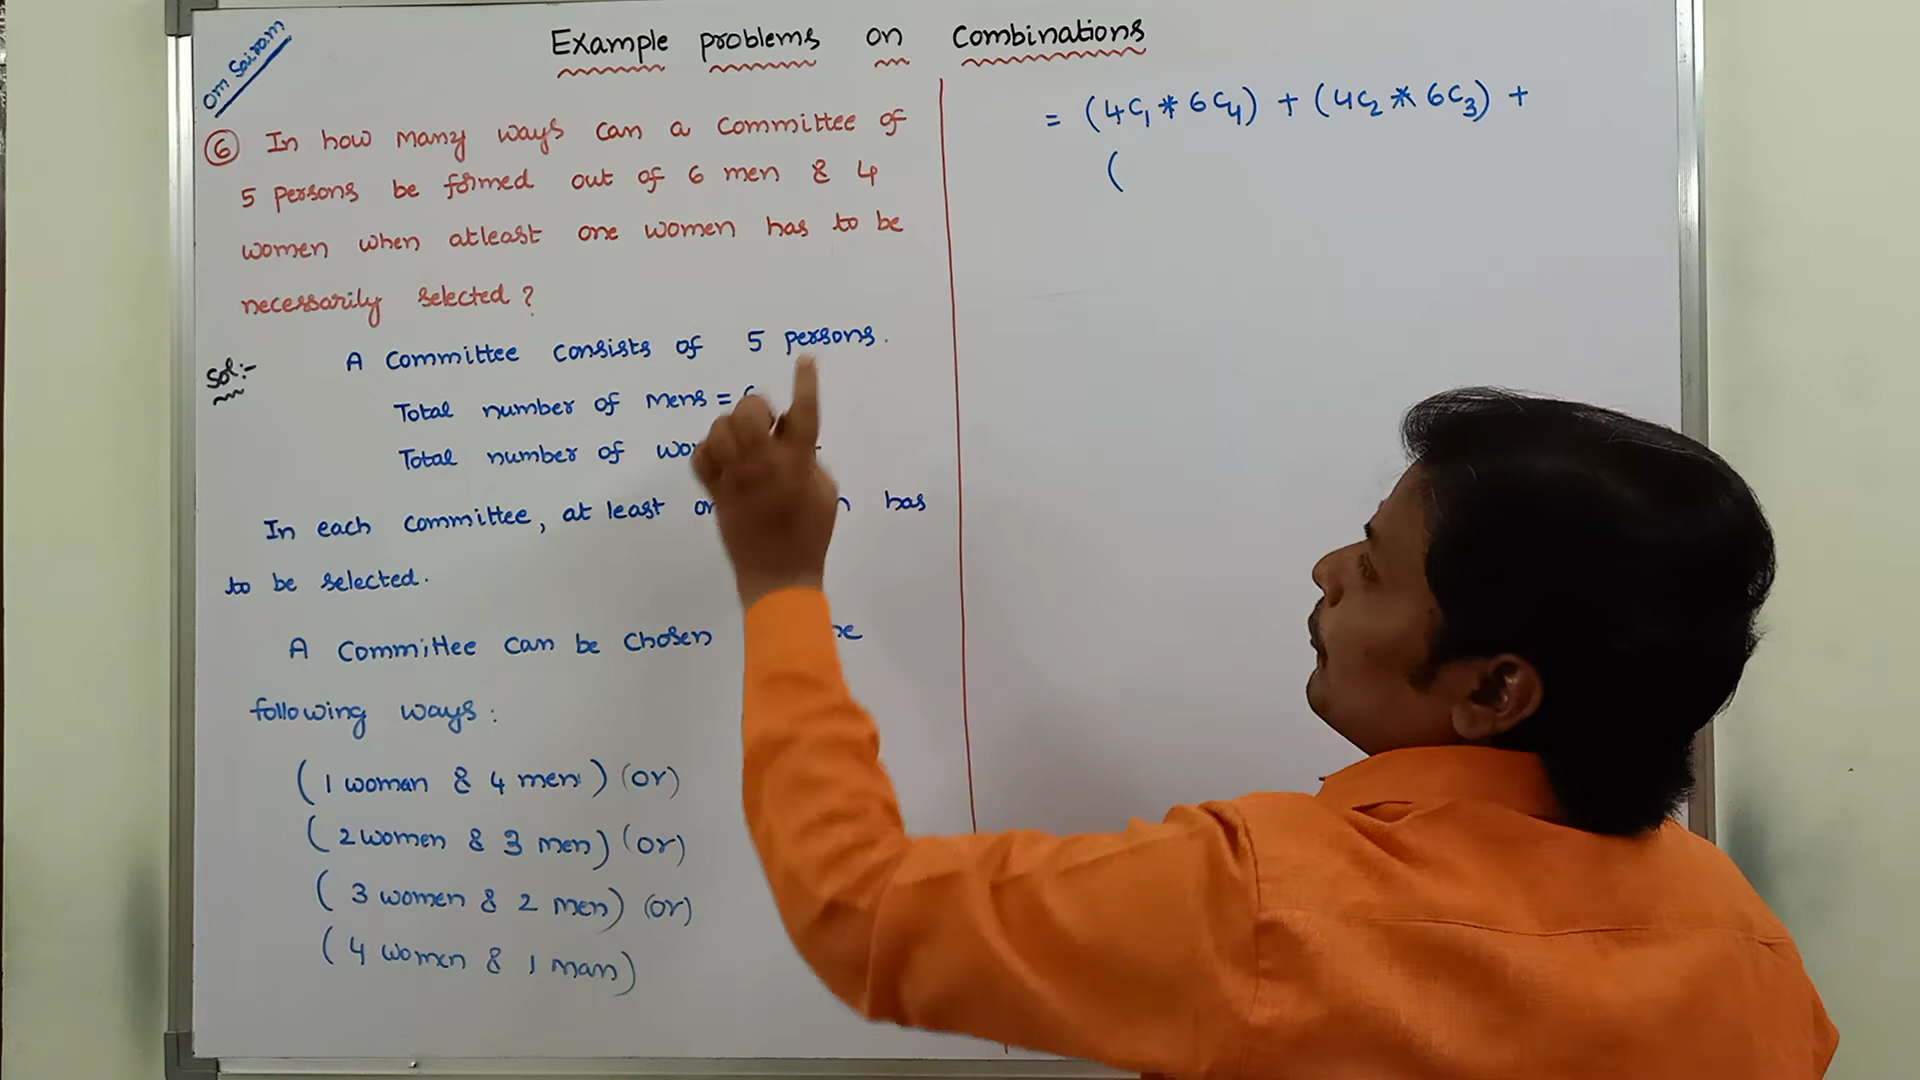 Om Sairam
Example problems on Combinations
⑥ In how many ways can a committee of
5 persons be formed out of 6 men & 4
women when atleast one women has to be
necessarily selected?
Sol:-
A committee consists of 5 persons.
Total number of mens =
Total number of
In each committee, at least has
to be selected.
A committee can be chosen
following ways:
(1 woman & 4 men) (or)
(2 women & 3 men) (or)
(3 women & 2 men) (or)
(4 women & 1 man)
= (4C₁ * 6C₄) + (4C₂ * 6C₃) +
(